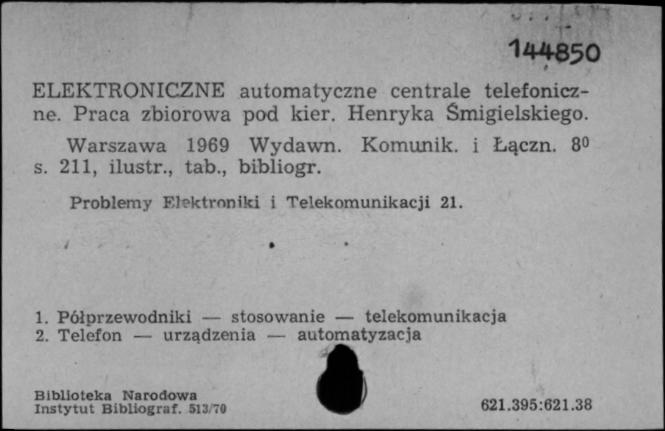 144850
ELEKTRONICZNE automatyczne centrale telefonicz-
ne. Praca zbiorowa pod kier. Henryka Śmigielskiego.
Warszawa 1969 Wydawn. Komunik. i Łączn. 8⁰
s. 211, ilustr., tab., bibliogr.
Problemy Elektroniki i Telekomunikacji 21.
1. Półprzewodniki — stosowanie — telekomunikacja
2. Telefon — urządzenia — automatyzacja
Biblioteka Narodowa
Instytut Bibliograf. 513/70
621.395:621.38